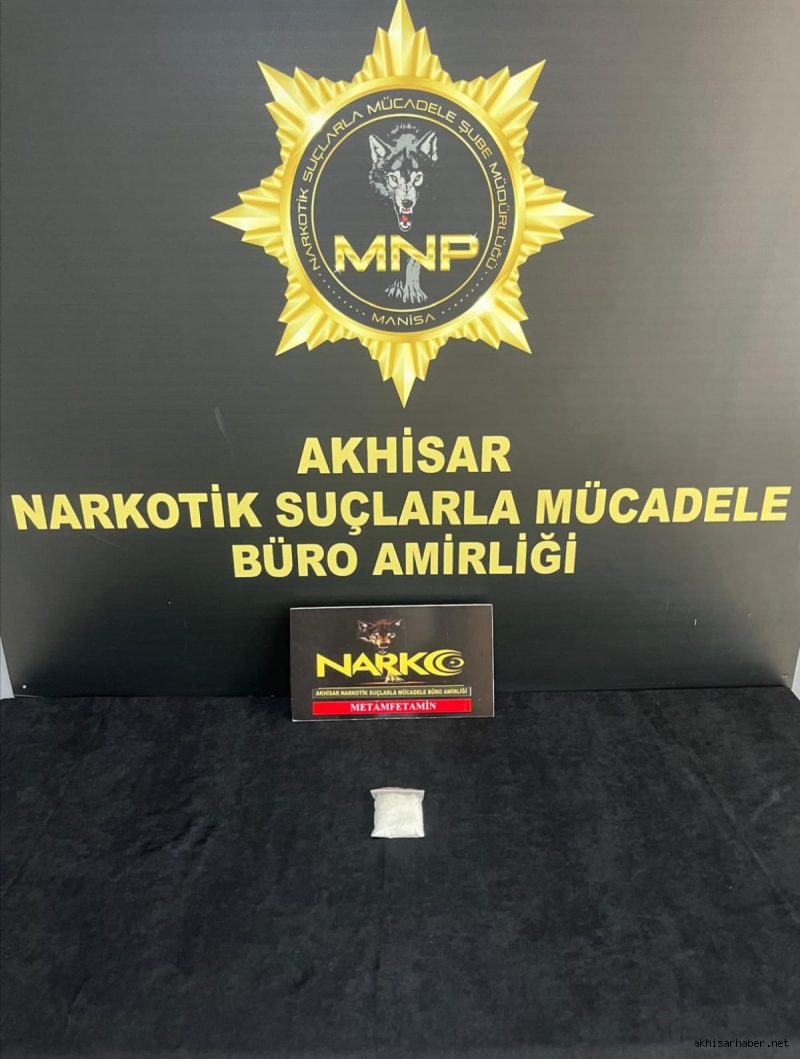 NARKOTİK SUÇLARLA MÜCADELE ŞUBE MÜDÜRLÜĞÜ
MNP
MANİSA
AKHİSAR
NARKOTİK SUÇLARLA MÜCADELE
BÜRO AMİRLİĞİ
NARKO
AKHİSAR NARKOTİK SUÇLARLA MÜCADELE BÜRO AMİRLİĞİ
METAMFETAMİN
akhisarhaber.net